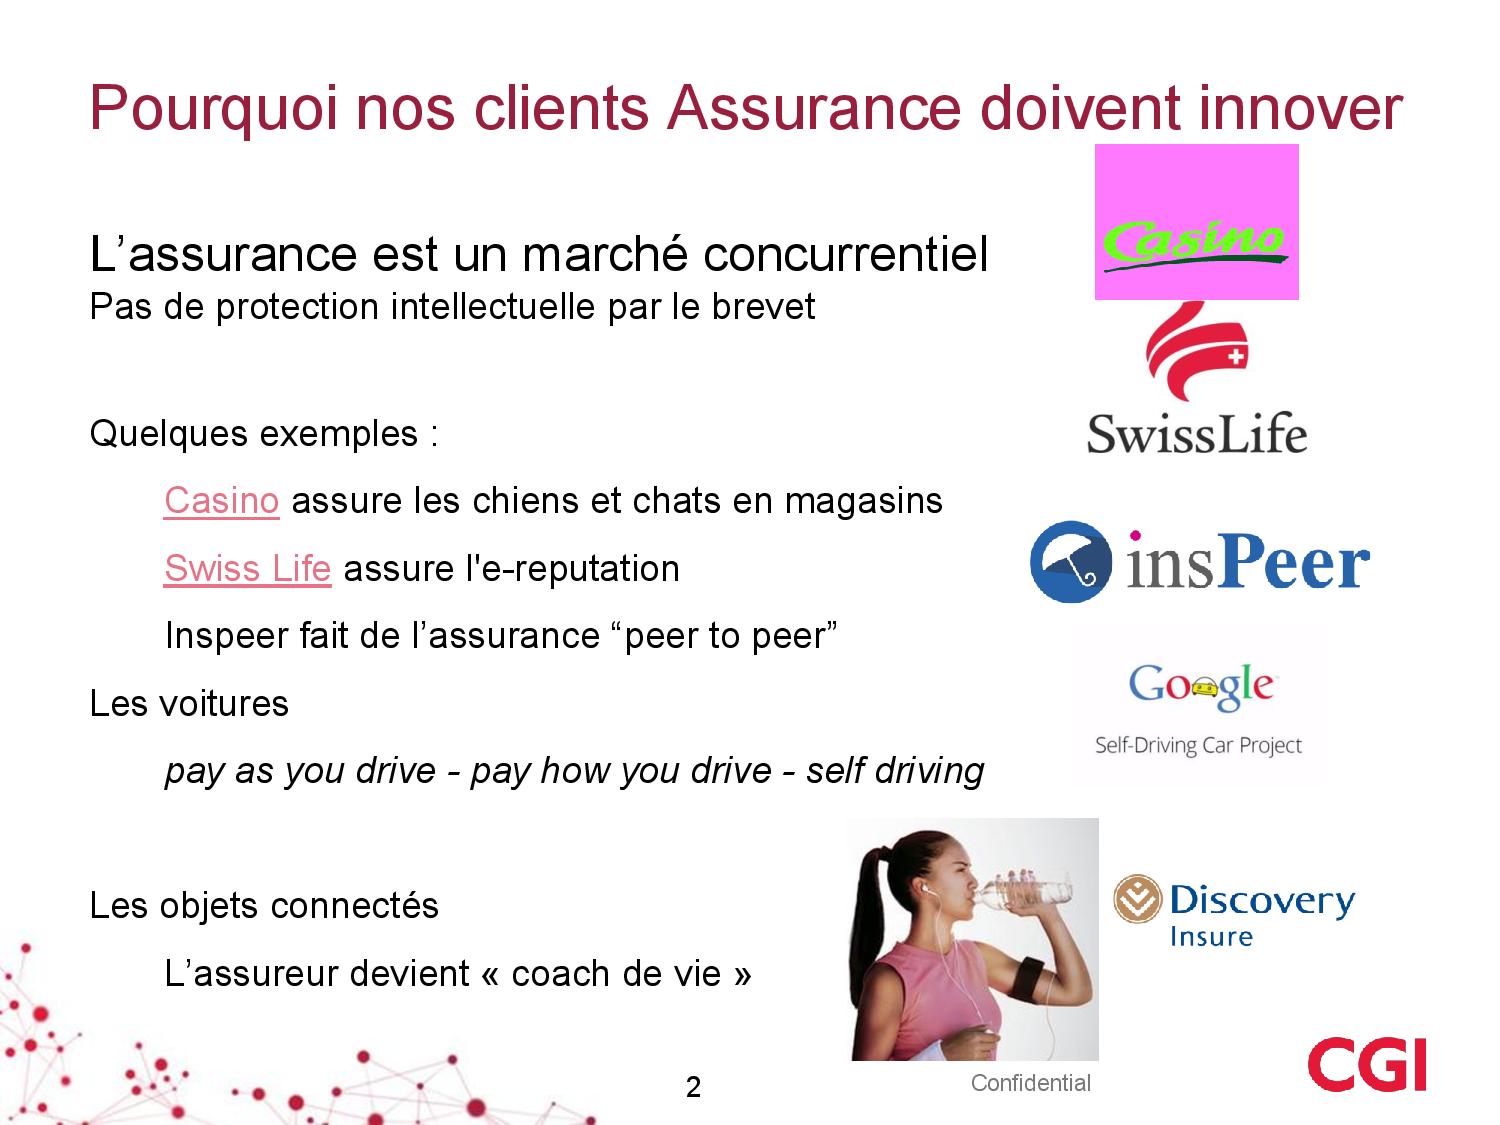 Pourquoi nos clients Assurance doivent innover
Casino
L’assurance est un marché concurrentiel
Pas de protection intellectuelle par le brevet
SwissLife
Quelques exemples :
Casino assure les chiens et chats en magasins
Swiss Life assure l'e-reputation
insPeer
Inspeer fait de l’assurance “peer to peer”
Les voitures
Google
Self-Driving Car Project
pay as you drive - pay how you drive - self driving
Discovery
Insure
Les objets connectés
L’assureur devient « coach de vie »
CGI
2
Confidential